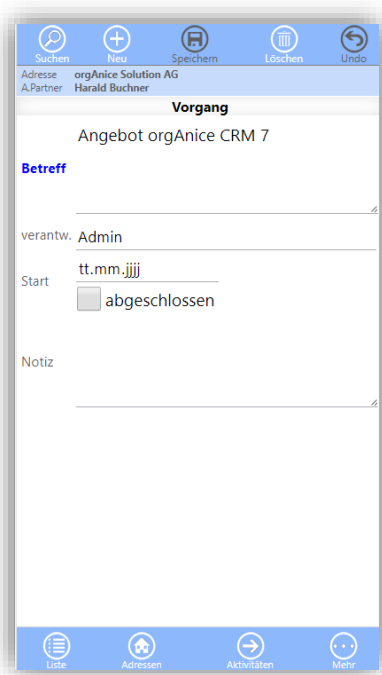 Suchen Neu Speichern Löschen Undo
Adresse orgAnice Solution AG
A.Partner Harald Buchner
Vorgang
Angebot orgAnice CRM 7
Betreff
verantw. Admin
tt.mm.jjjj
Start
abgeschlossen
Notiz
Liste Adressen Aktivitäten Mehr